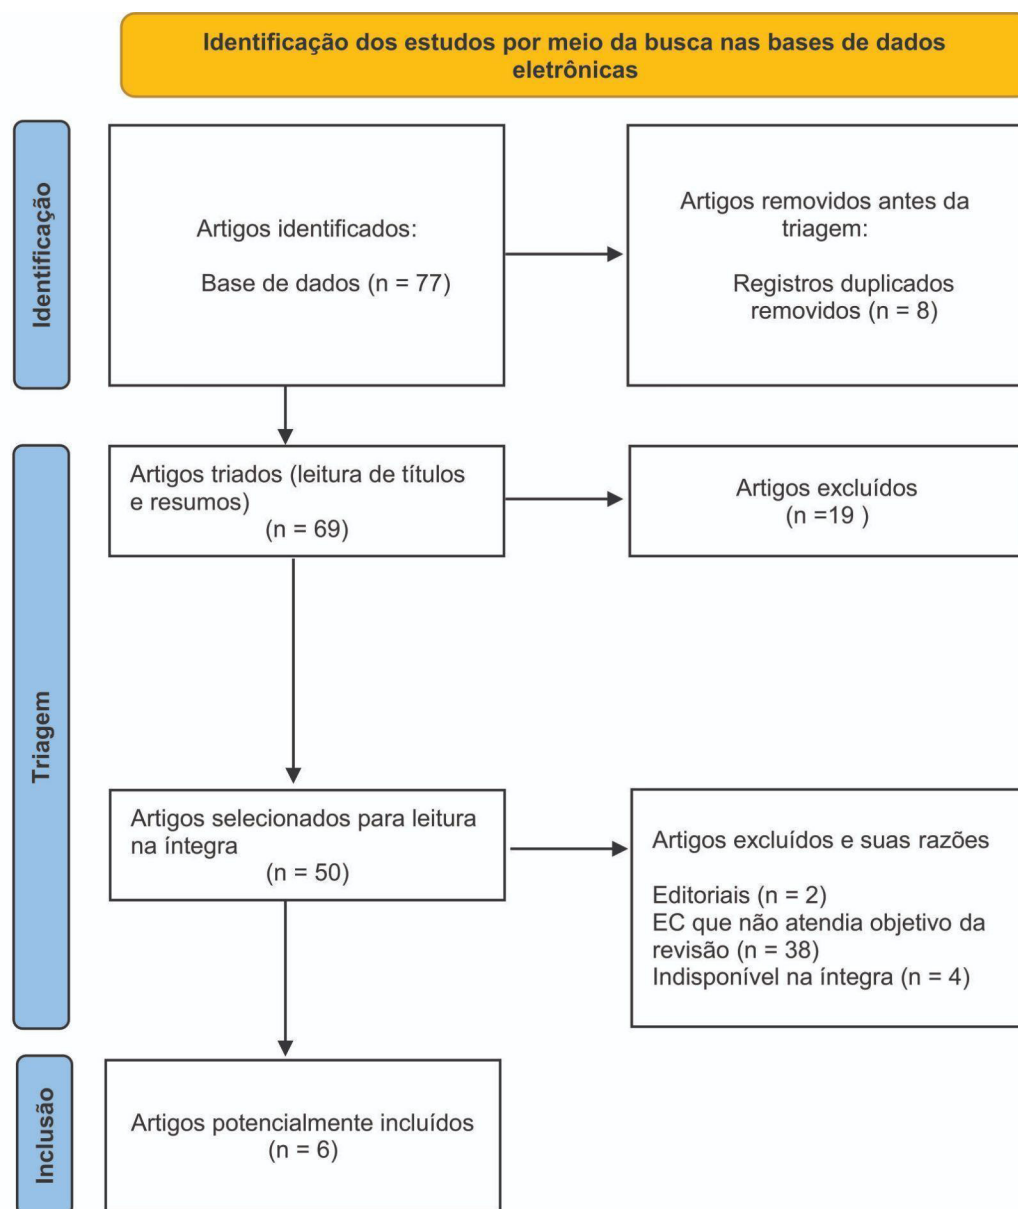 Identificação dos estudos por meio da busca nas bases de dados
eletrônicas
Identificação
Artigos identificados:
Base de dados (n = 77)
Artigos removidos antes da
triagem:
Registros duplicados
removidos (n = 8)
Triagem
Artigos triados (leitura de títulos
e resumos)
(n = 69)
Artigos excluídos
(n =19 )
Artigos selecionados para leitura
na íntegra
(n = 50)
Artigos excluídos e suas razões
Editoriais (n = 2)
EC que não atendia objetivo da
revisão (n = 38)
Indisponível na íntegra (n = 4)
Inclusão
Artigos potencialmente incluídos
(n = 6)